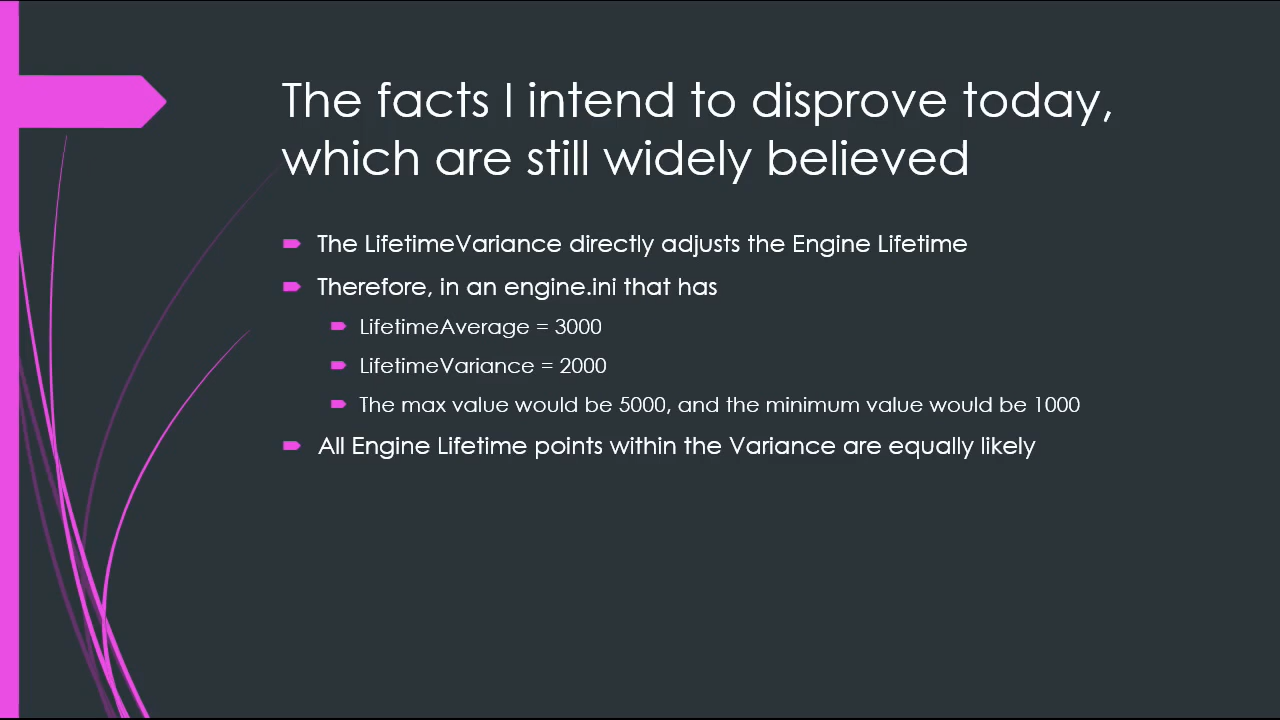 The facts I intend to disprove today,
which are still widely believed
The LifetimeVariance directly adjusts the Engine Lifetime
Therefore, in an engine.ini that has
LifetimeAverage = 3000
LifetimeVariance = 2000
The max value would be 5000, and the minimum value would be 1000
All Engine Lifetime points within the Variance are equally likely